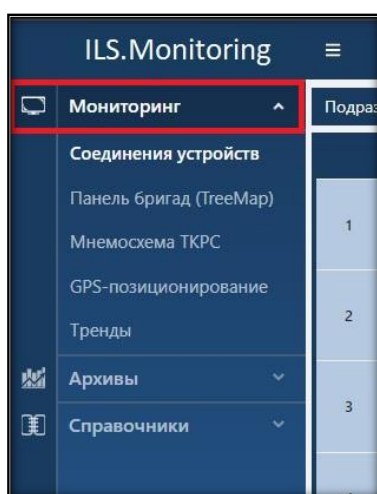 ILS.Monitoring
Мониторинг
Подраз
Соединения устройств
Панель бригад (TreeMap)
1
Мнемосхема ТКРС
GPS-позиционирование
2
Тренды
Архивы
3
Справочники